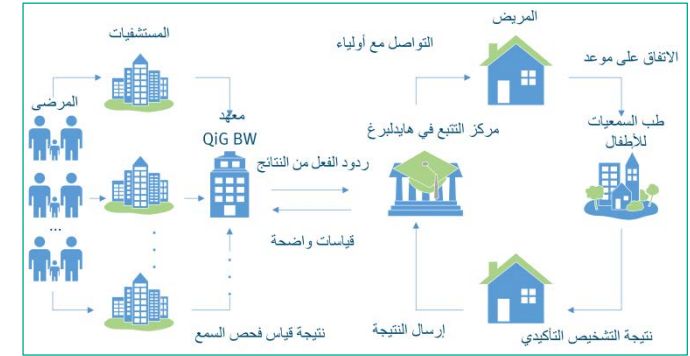 المريض
المستشفيات
التواصل مع أولياء
الاتفاق على موعد
المرضى
معهد
QiG BW
طب السمعيات
للأطفال
مركز التتبع في هايدلبرغ
ردود الفعل من النتائج
...
قياسات واضحة
نتيجة قياس فحص السمع
إرسال النتيجة
نتيجة التشخيص التأكيدي